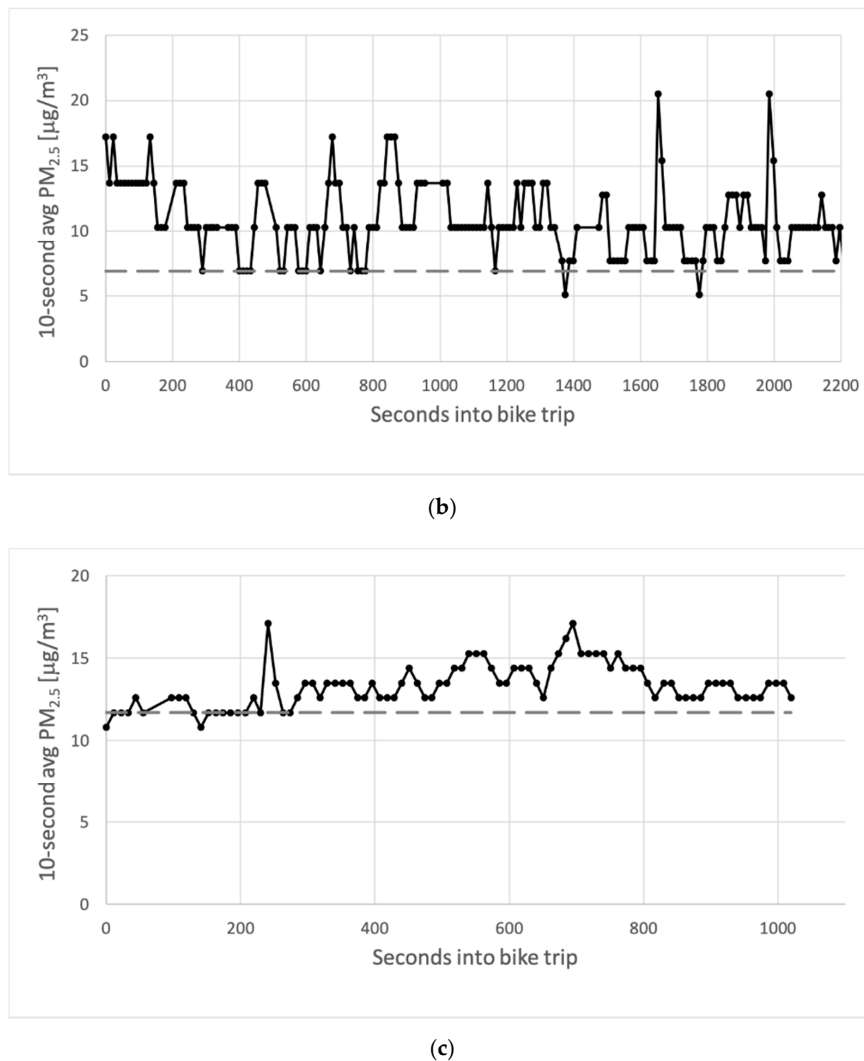 25
20
15
10
5
0
10-second avg PM2.5 [µg/m³]
0 200 400 600 800 1000 1200 1400 1600 1800 2000 2200
Seconds into bike trip
(b)
20
15
10
5
0
10-second avg PM2.5 [µg/m³]
0 200 400 600 800 1000
Seconds into bike trip
(c)